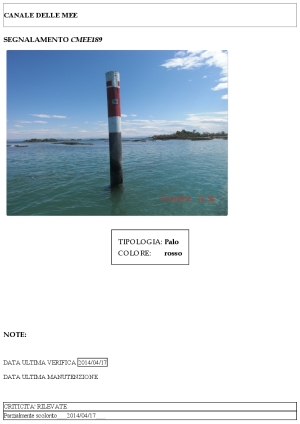 CANALE DELLE MEE
SEGNALAMENTO CMEE189
TIPOLOGIA: Palo
COLORE: rosso
NOTE:
DATA ULTIMA VERIFICA 2014/04/17
DATA ULTIMA MANUTENZIONE
CRITICITA' RILEVATE
Parzialmente scolorito 2014/04/17